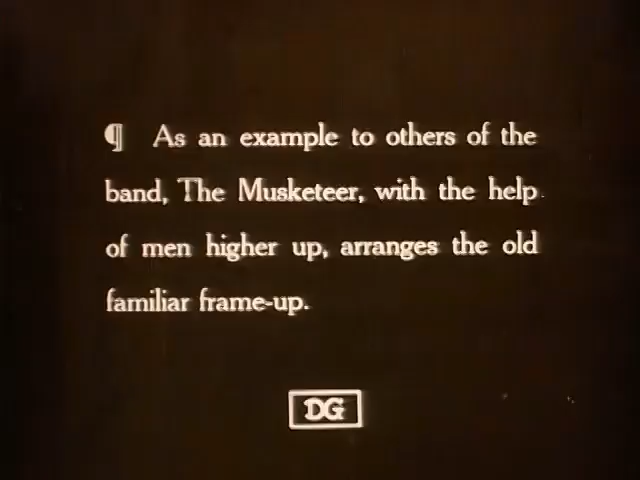 ¶ As an example to others of the
band, The Musketeer, with the help
of men higher up, arranges the old
familiar frame-up.
DG